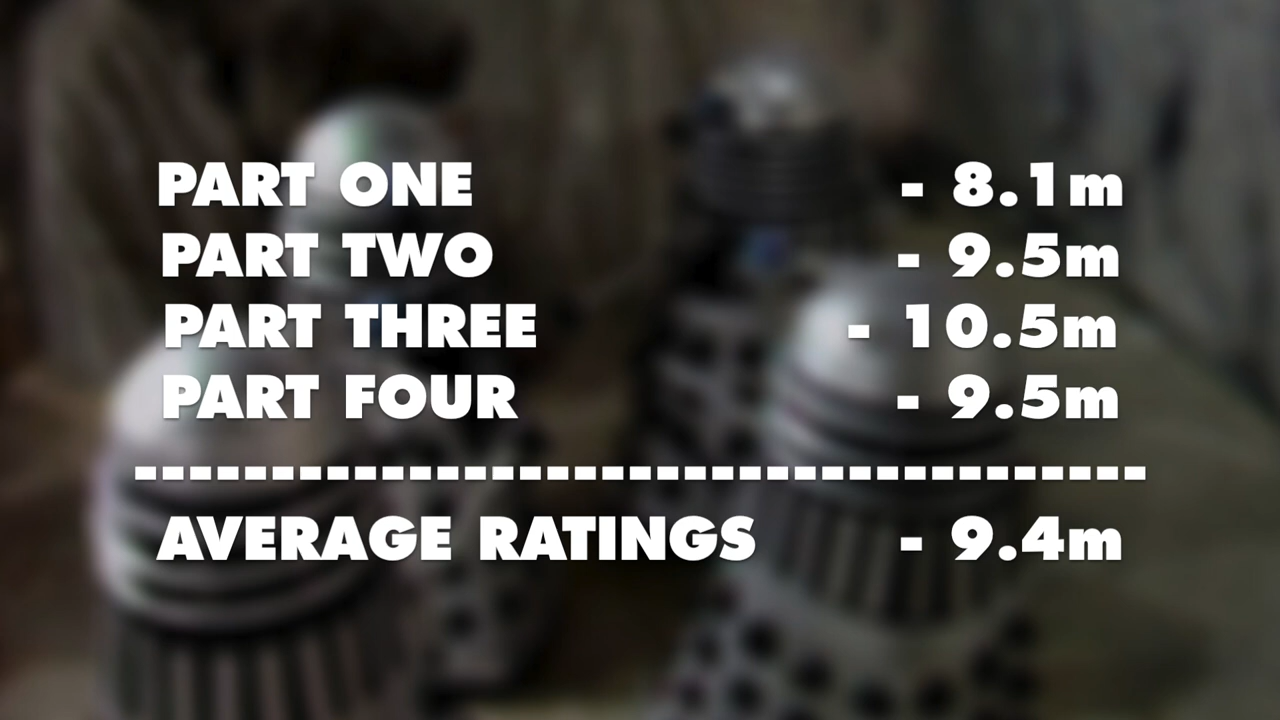 PART ONE - 8.1m
PART TWO - 9.5m
PART THREE - 10.5m
PART FOUR - 9.5m
-------------------------------------
AVERAGE RATINGS - 9.4m